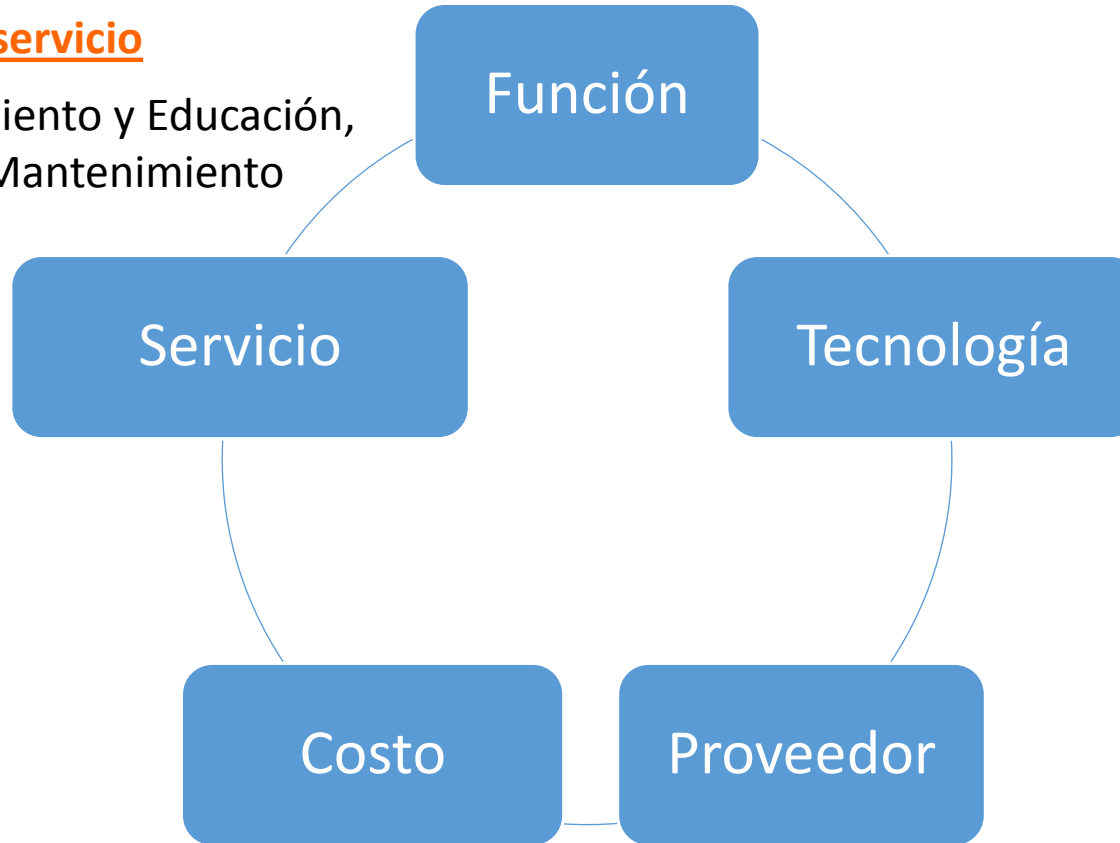 servicio
iento y Educación,
Mantenimiento
Función
Servicio
Tecnología
Costo
Proveedor